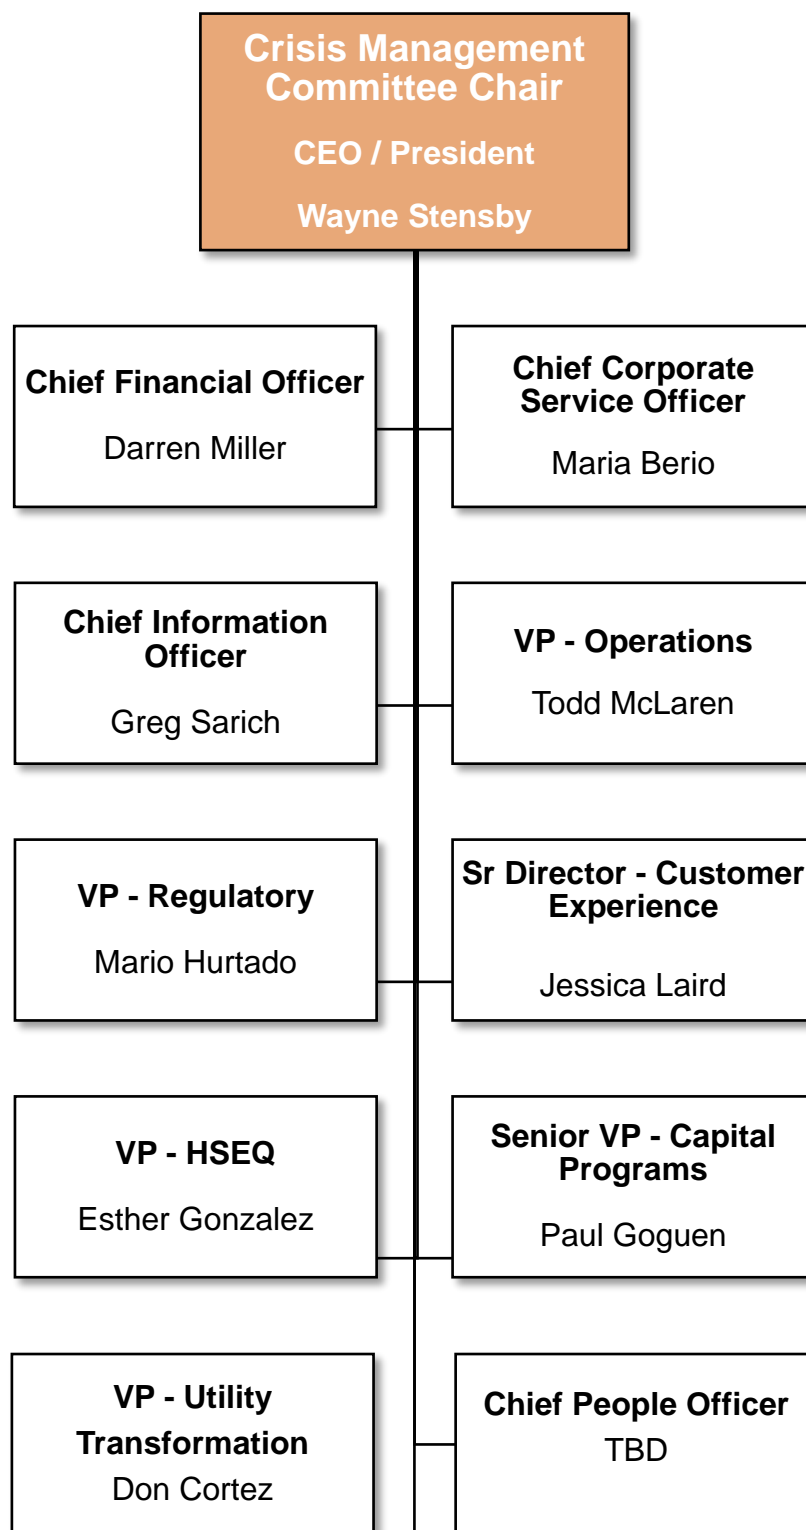 Crisis Management
Committee Chair
CEO / President
Wayne Stensby
Chief Financial Officer
Darren Miller
Chief Corporate
Service Officer
Maria Berio
Chief Information
Officer
Greg Sarich
VP - Operations
Todd McLaren
VP - Regulatory
Mario Hurtado
Sr Director - Customer
Experience
Jessica Laird
VP - HSEQ
Esther Gonzalez
Senior VP - Capital
Programs
Paul Goguen
VP - Utility
Transformation
Don Cortez
Chief People Officer
TBD